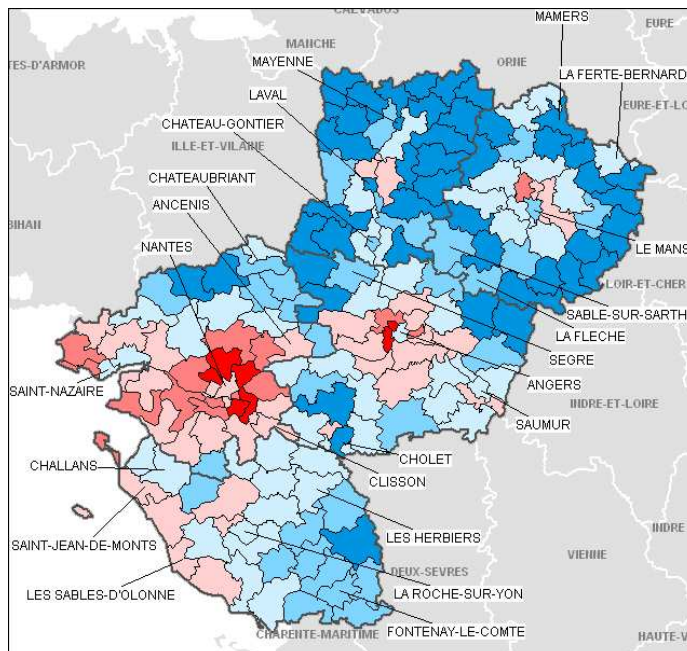 CALVADOS
MAMERS
EURE
MANCHE
ORNE
MAYENNE
TES-D'ARMOR
LA FERTE-BERNARD
LAVAL
EURE-ET-LO
CHATEAU-GONTIER
ILLE-ET-VILAINE
CHATEAUBRIANT
ANCENIS
BIHAN
NANTES
LE MANS
LOIR-ET-CHER
SABLE-SUR-SARTH
LA FLECHE
SEGRE
SAINT-NAZAIRE
ANGERS
INDRE-ET-LOIRE
SAUMUR
CHOLET
CHALLANS
CLISSON
INDRE
LES HERBIERS
SAINT-JEAN-DE-MONTS
VIENNE
DEUX-SEVRES
LES SABLES-D'OLONNE
LA ROCHE-SUR-YON
FONTENAY-LE-COMTE
CHARENTE-MARITIME
HAUTE-V